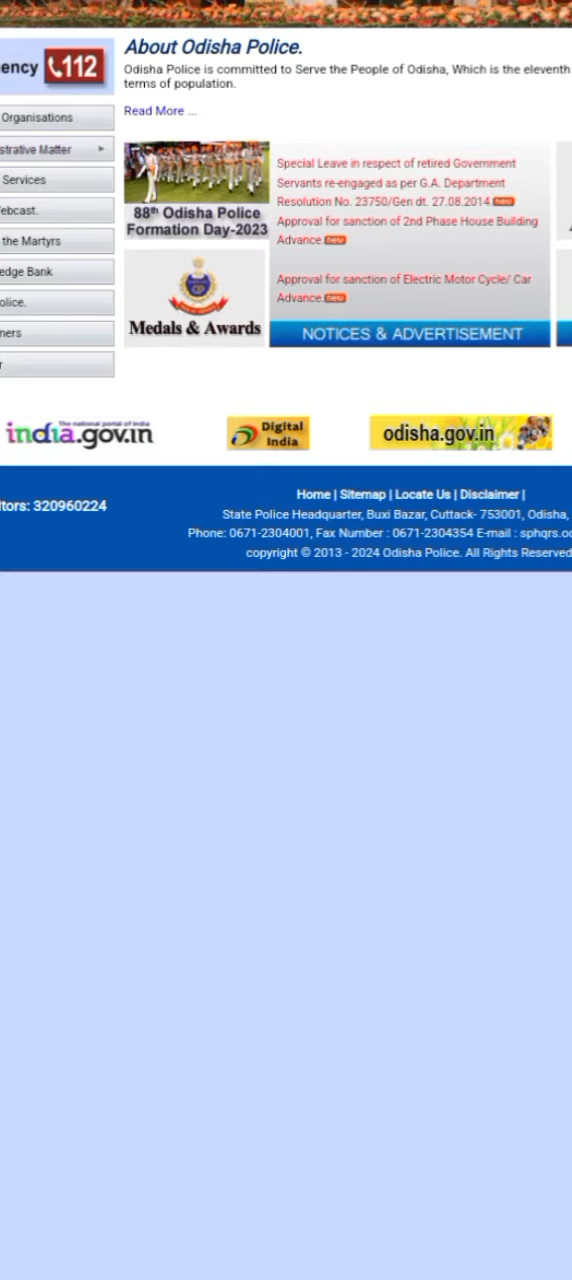 ency 112
Organisations
strative Matter
Services
ebcast.
the Martyrs
edge Bank
olice.
ners
r
About Odisha Police.
Odisha Police is committed to Serve the People of Odisha, Which is the eleventh
terms of population.
Read More ...
88th Odisha Police
Formation Day-2023
Medals & Awards
Special Leave in respect of retired Government
Servants re-engaged as per G.A. Department
Resolution No. 23750/Gen dt. 27.08.2014 new
Approval for sanction of 2nd Phase House Building
Advance. new
Approval for sanction of Electric Motor Cycle/ Car
Advance. new
NOTICES & ADVERTISEMENT
The national portal of India
india.gov.in
Digital
India
odisha.gov.in
itors: 320960224
Home | Sitemap | Locate Us | Disclaimer |
State Police Headquarter, Buxi Bazar, Cuttack- 753001, Odisha,
Phone: 0671-2304001, Fax Number : 0671-2304354 E-mail : sphqrs.od
copyright © 2013 - 2024 Odisha Police. All Rights Reserved